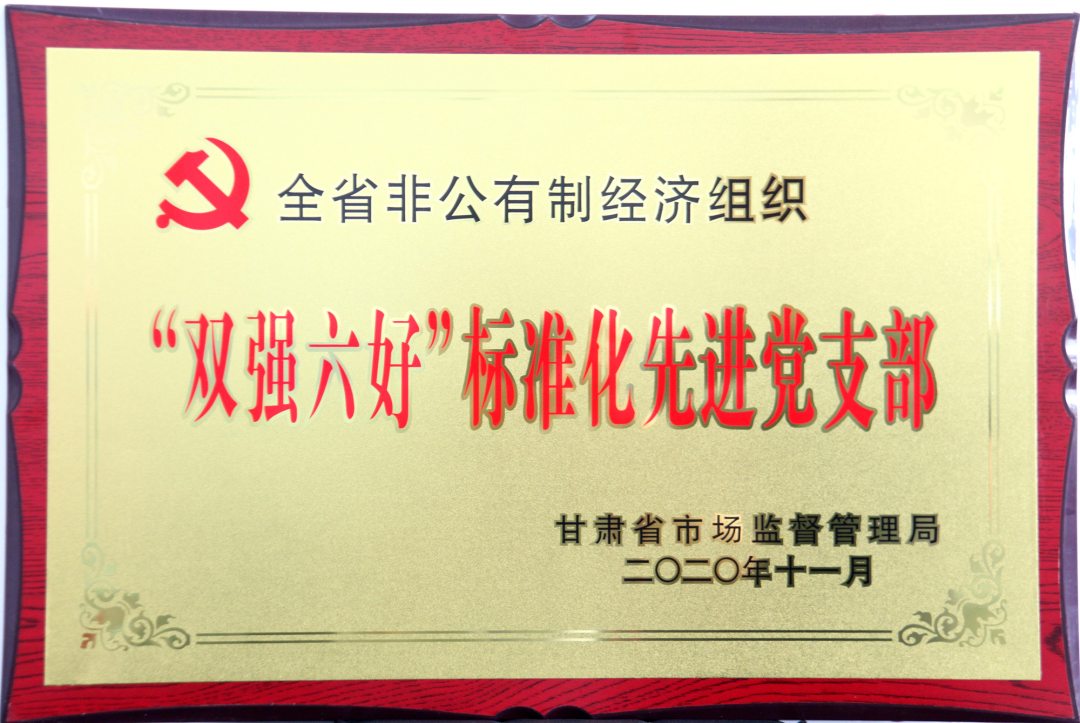 全省非公有制经济组织
“双强六好”标准化先进党支部
甘肃省市场监督管理局
二〇二〇年十一月